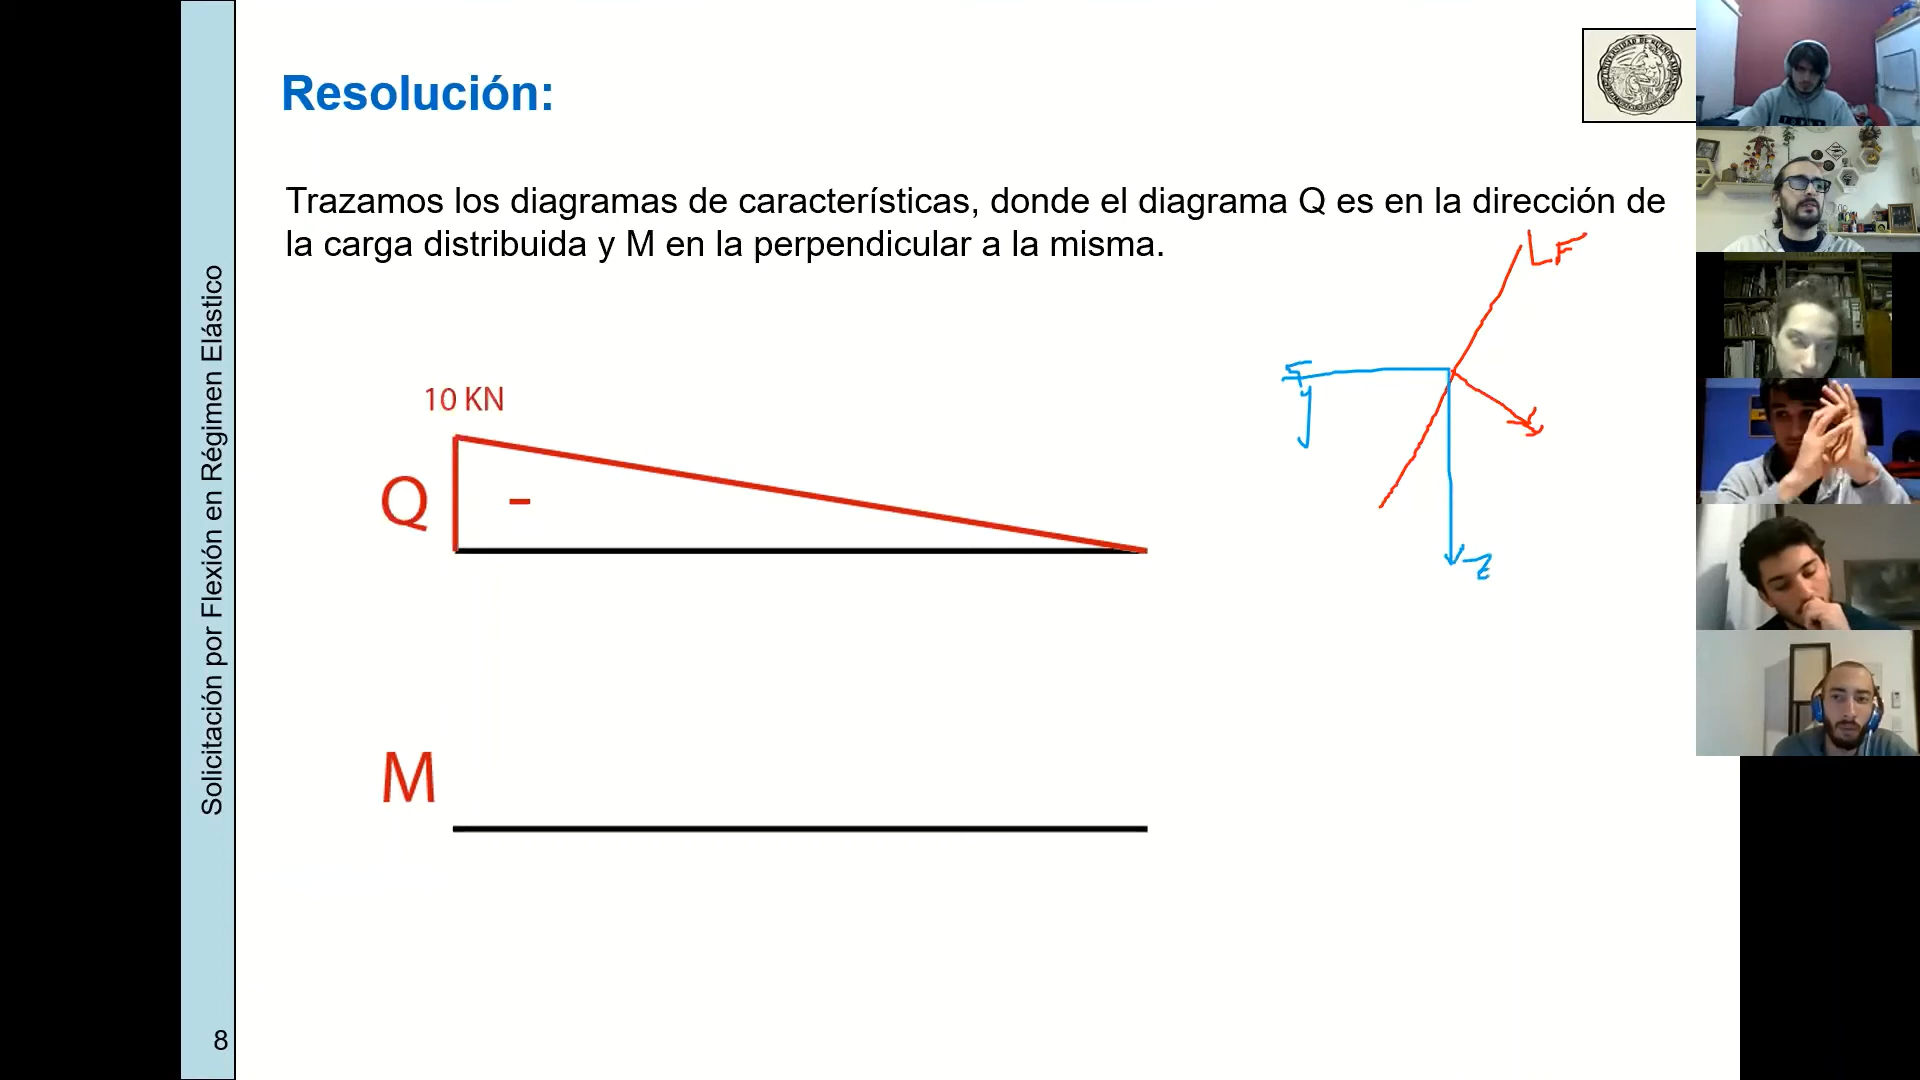 Resolución:
Trazamos los diagramas de características, donde el diagrama Q es en la dirección de
la carga distribuida y M en la perpendicular a la misma.
LF
10 KN
Q
-
y
z
M
Solicitación por Flexión en Régimen Elástico
8